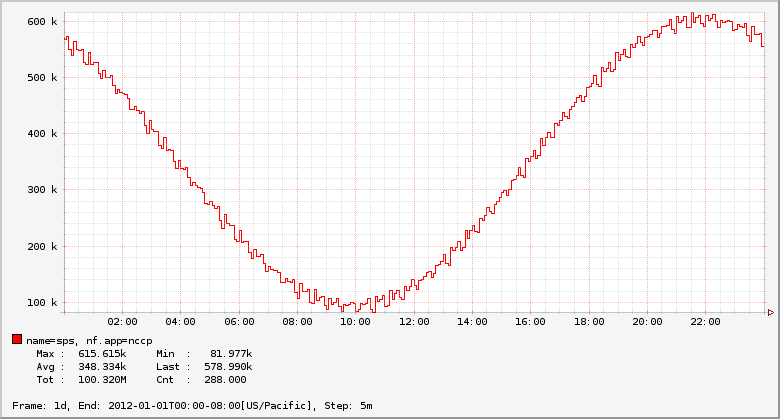 600 k
500 k
400 k
300 k
200 k
100 k
02:00 04:00 06:00 08:00 10:00 12:00 14:00 16:00 18:00 20:00 22:00
name=sps, nf.app=nccp
Max : 615.615k Min : 81.977k
Avg : 348.334k Last : 578.990k
Tot : 100.320M Cnt : 288.000
Frame: 1d, End: 2012-01-01T00:00-08:00[US/Pacific], Step: 5m